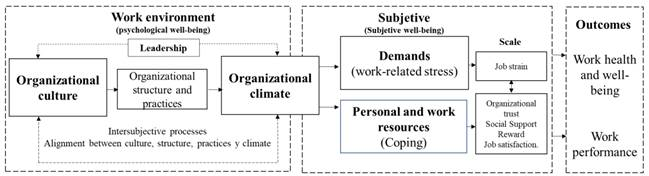 Work environment
(psychological well-being)
Leadership
Organizational
culture
Organizational
structure and
practices
Organizational
climate
Intersubjective processes
Alignment between culture, structure, practices y climate
Subjetive
(Subjetive well-being)
Demands
(work-related stress)
Personal and work
resources
(Coping)
Scale
Job strain
Organizational
trust
Social Support
Reward
Job satisfaction.
Outcomes
Work health
and well-
being
Work
performance